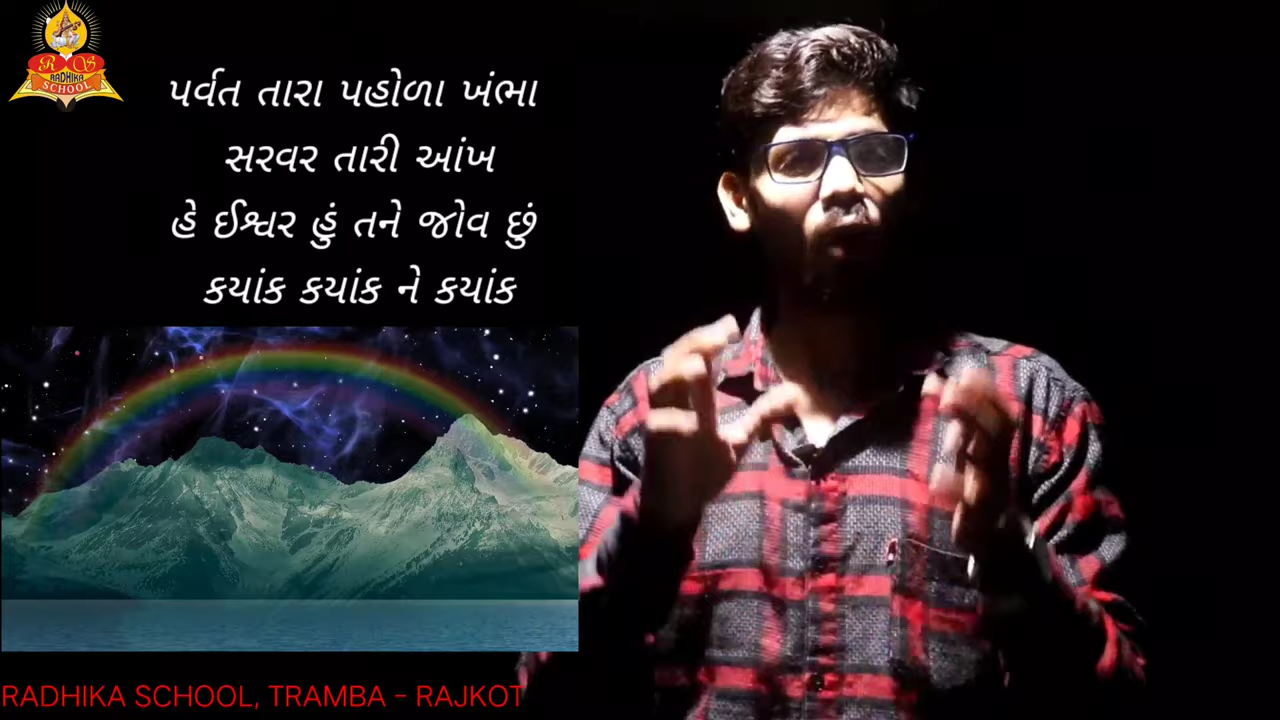 R S
RADHIKA
SCHOOL
પર્વત તારા પહોળા ખંભા
સરવર તારી આંખ
હે ઈશ્વર હું તને જોવ છું
કયાંક કયાંક ને કયાંક
RADHIKA SCHOOL, TRAMBA - RAJKOT